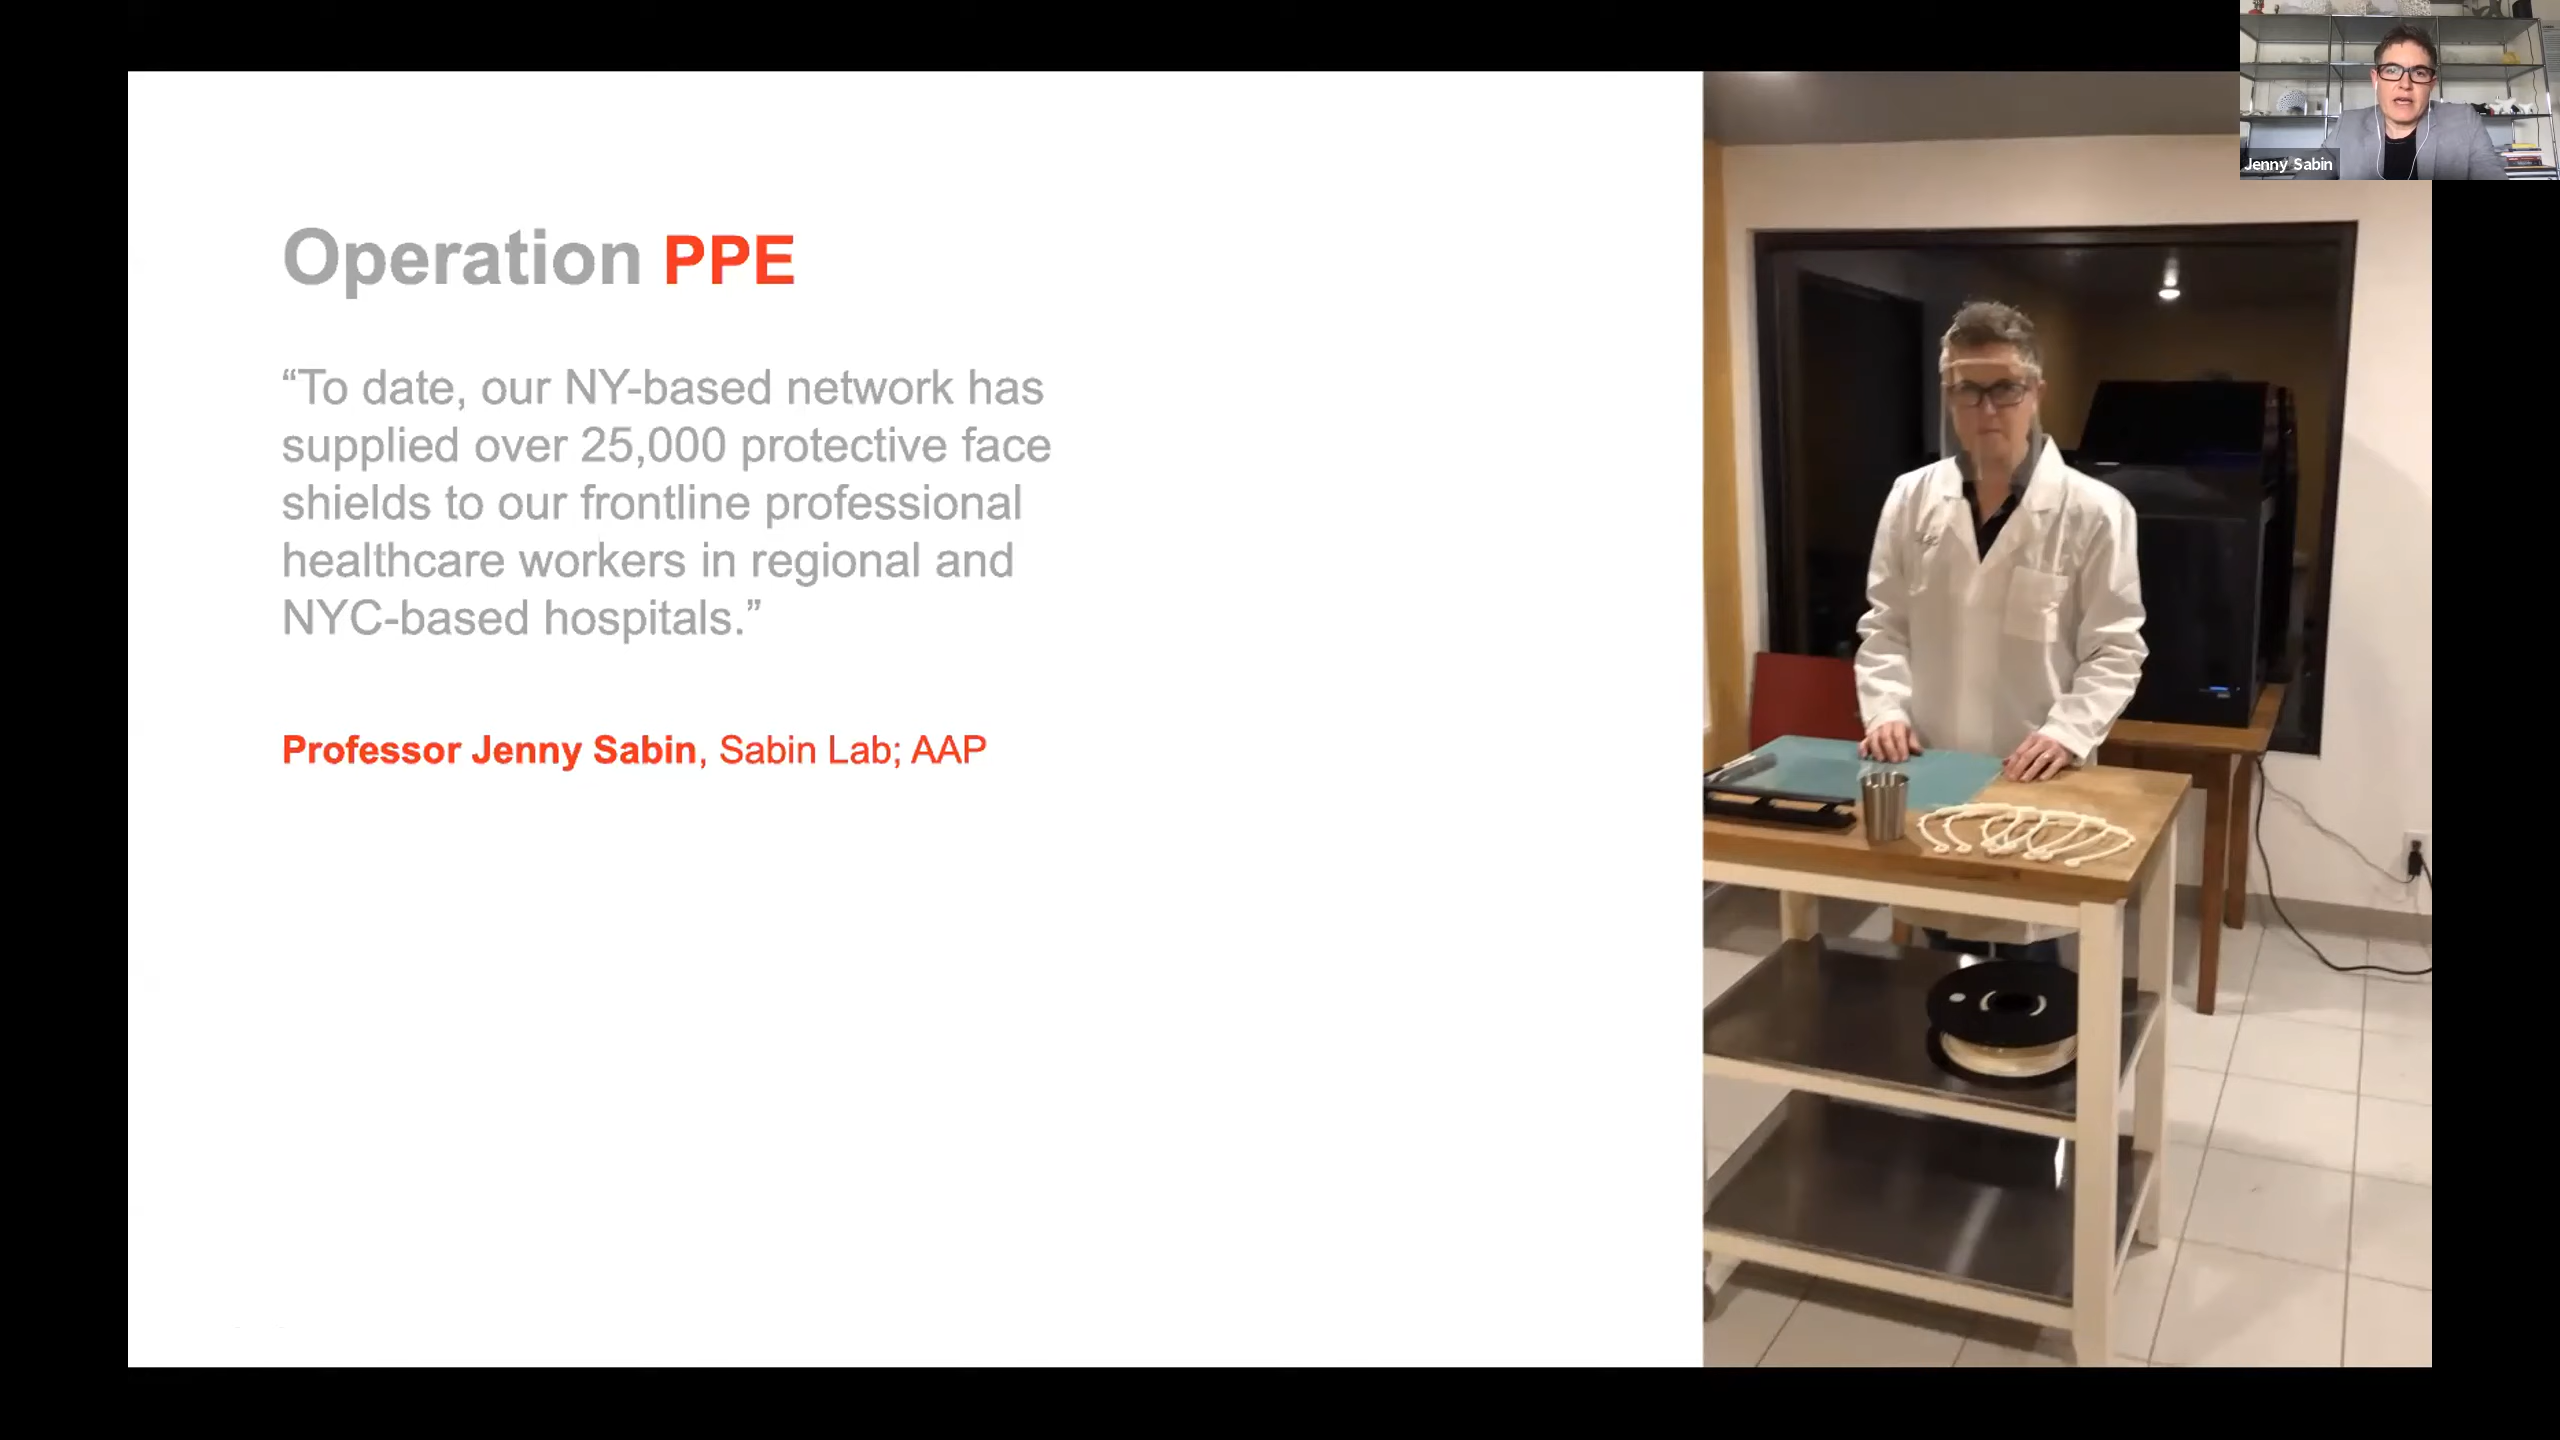 Jenny Sabin
Operation PPE
“To date, our NY-based network has
supplied over 25,000 protective face
shields to our frontline professional
healthcare workers in regional and
NYC-based hospitals.”
Professor Jenny Sabin, Sabin Lab; AAP